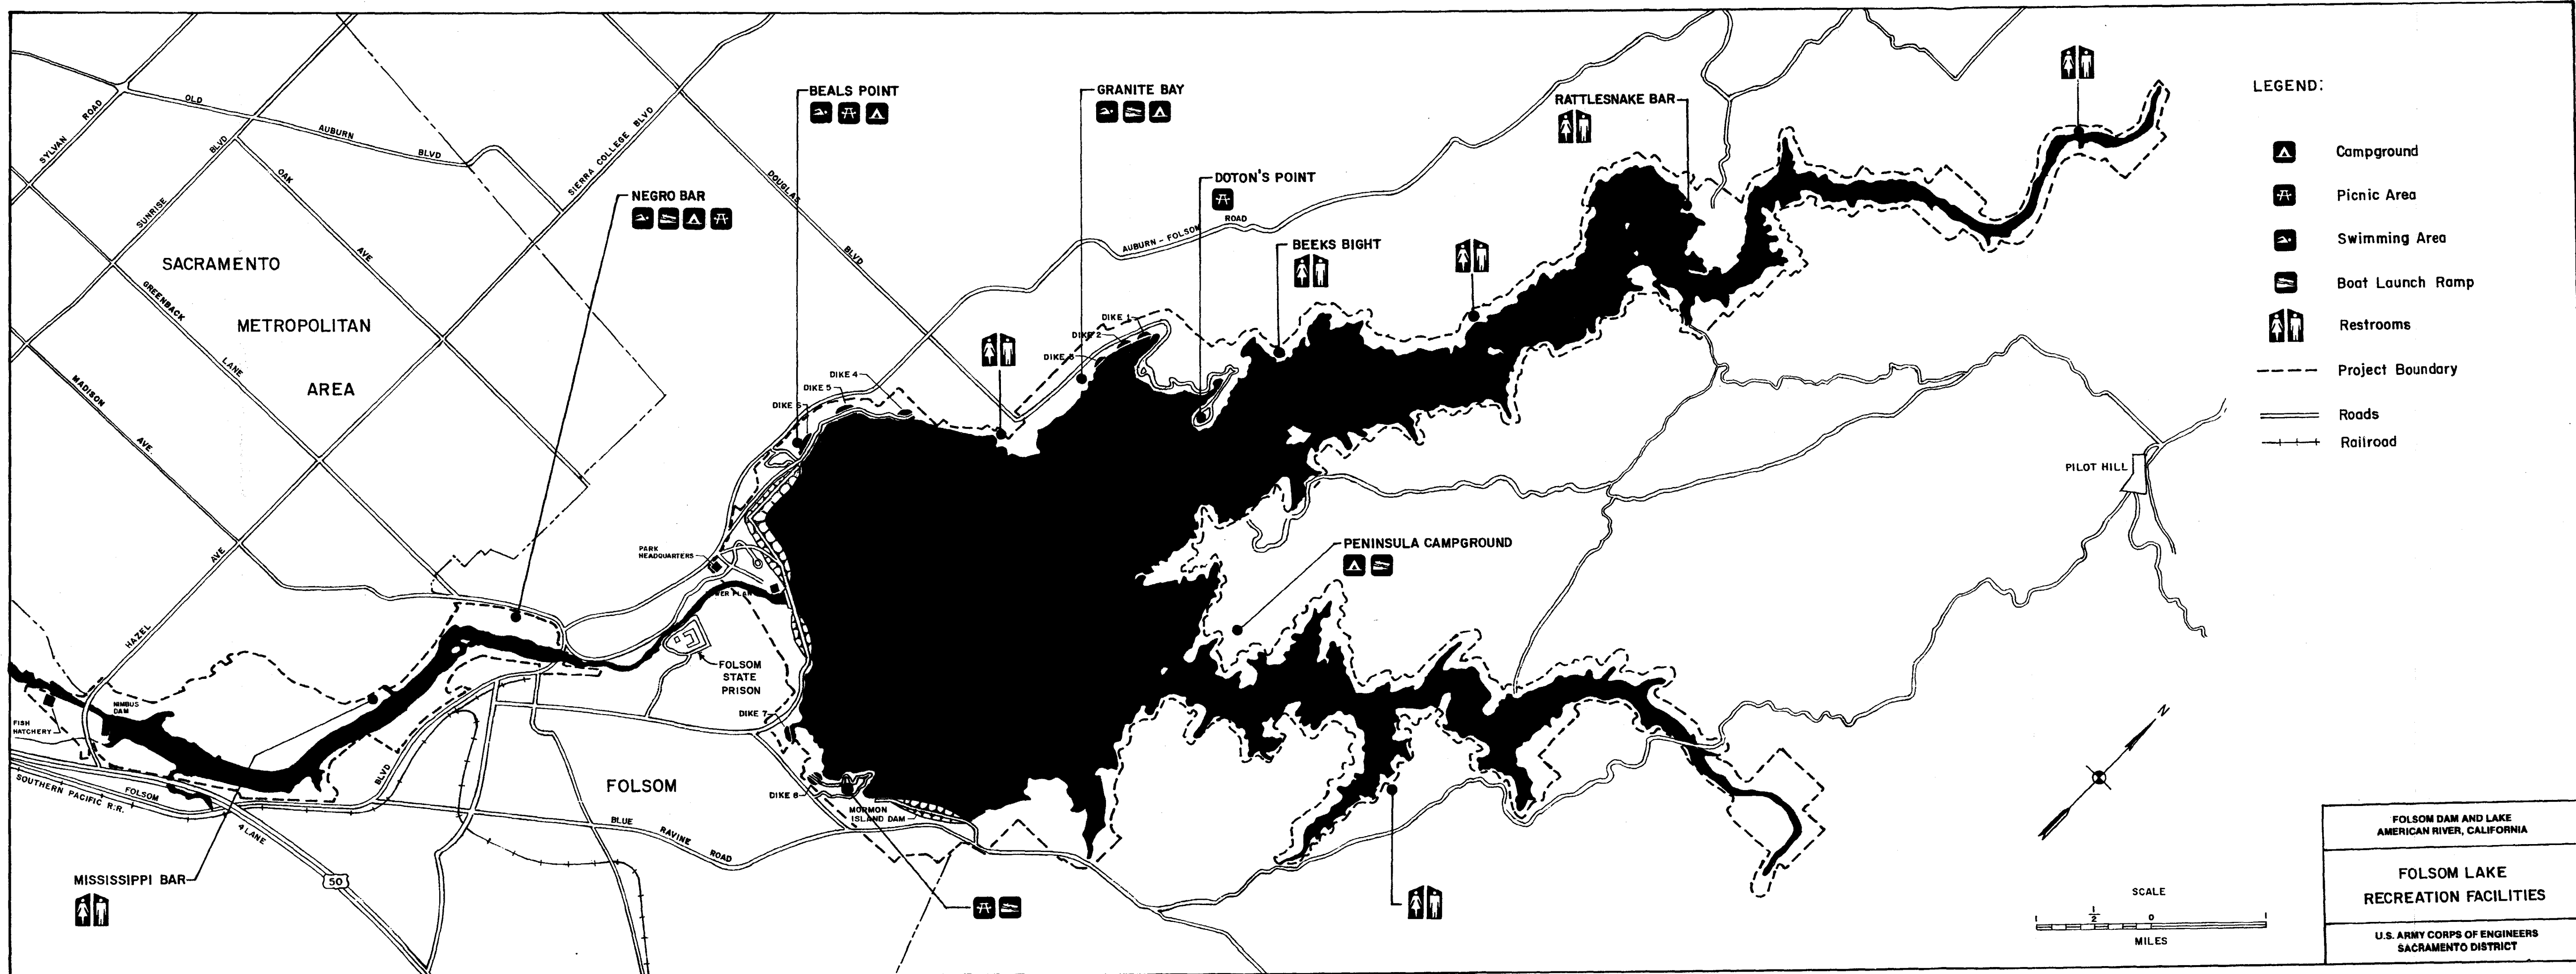 SYLVAN ROAD
OLD AUBURN BLVD
SUNRISE BLVD
OAK AVE
SIERRA COLLEGE BLVD
DOUGLAS BLVD
GREENBACK LANE
MADISON AVE.
HAZEL AVE
SACRAMENTO
METROPOLITAN
AREA
NEGRO BAR
BEALS POINT
GRANITE BAY
DOTON'S POINT
AUBURN - FOLSOM ROAD
BEEKS BIGHT
RATTLESNAKE BAR
DIKE 1
DIKE 2
DIKE 3
DIKE 4
DIKE 5
DIKE 6
PARK
HEADQUARTERS
WER PLAN
FOLSOM
STATE
PRISON
PENINSULA CAMPGROUND
PILOT HILL
NIMBUS
DAM
FISH
HATCHERY
DIKE 7
DIKE 8
MORMON
ISLAND DAM
FOLSOM
FOLSOM BLVD
SOUTHERN PACIFIC R.R.
4 LANE
50
BLUE RAVINE ROAD
MISSISSIPPI BAR
LEGEND:
Campground
Picnic Area
Swimming Area
Boat Launch Ramp
Restrooms
Project Boundary
Roads
Railroad
N
SCALE
1 1/2 0 1
MILES
FOLSOM DAM AND LAKE
AMERICAN RIVER, CALIFORNIA
FOLSOM LAKE
RECREATION FACILITIES
U.S. ARMY CORPS OF ENGINEERS
SACRAMENTO DISTRICT